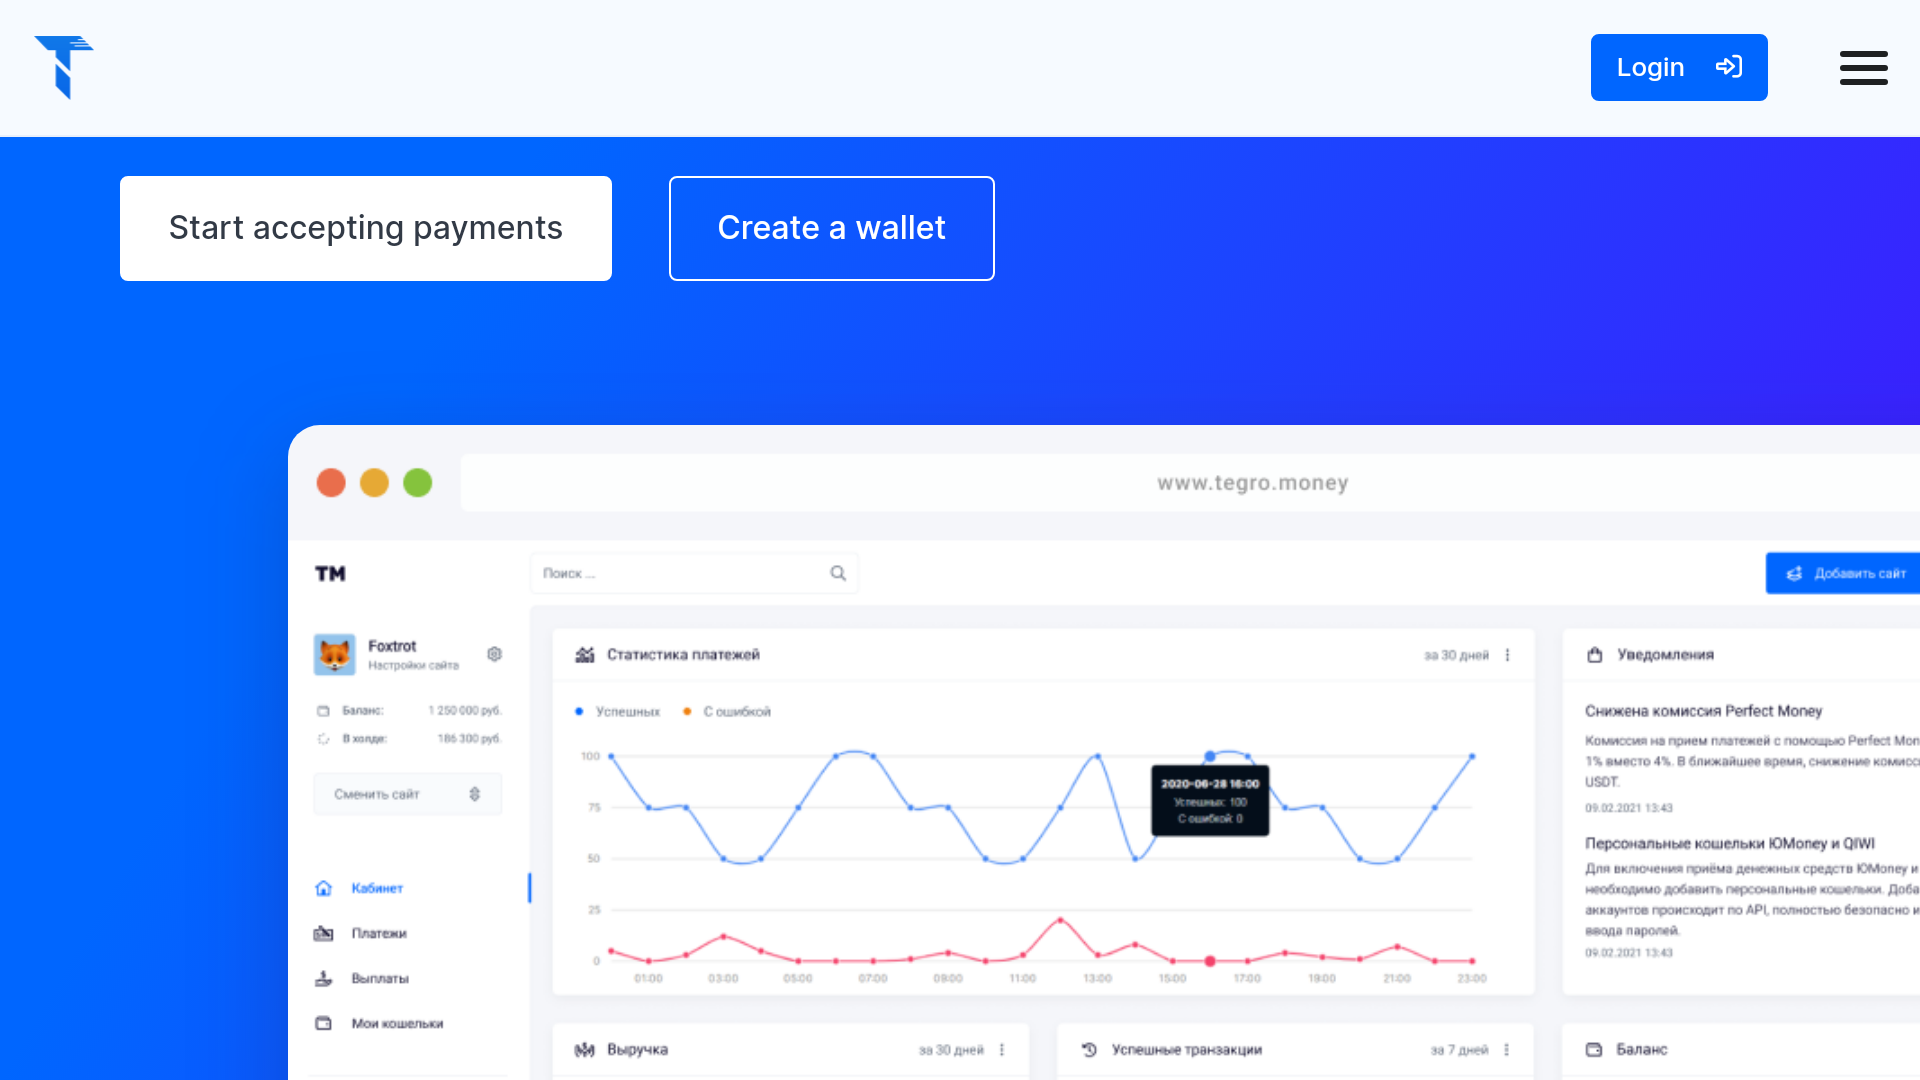 Login
Start accepting payments
Create a wallet
www.tegro.money
TM
Поиск ...
Добавить сайт
Foxtrot
Настройки сайта
Баланс: 1 250 000 руб.
В холде: 186 300 руб.
Сменить сайт
Кабинет
Платежи
Выплаты
Мои кошельки
Статистика платежей
за 30 дней
Успешных
С ошибкой
100
75
50
25
0
01:00 03:00 05:00 07:00 09:00 11:00 13:00 15:00 17:00 19:00 21:00 23:00
2020-06-28 16:00
Успешных: 100
С ошибкой: 0
Уведомления
Снижена комиссия Perfect Money
Комиссия на прием платежей с помощью Perfect Mon
1% вместо 4%. В ближайшее время, снижение комисс
USDT.
09.02.2021 13:43
Персональные кошельки ЮMoney и QIWI
Для включения приёма денежных средств ЮMoney и
необходимо добавить персональные кошельки. Доба
аккаунтов происходит по API, полностью безопасно и
ввода паролей.
09.02.2021 13:43
Выручка
за 30 дней
Успешные транзакции
за 7 дней
Баланс